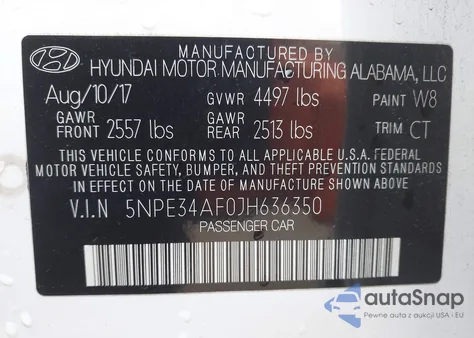 MANUFACTURED BY
HYUNDAI MOTOR MANUFACTURING ALABAMA, LLC
Aug/10/17 GVWR 4497 lbs PAINT W8
GAWR FRONT 2557 lbs GAWR REAR 2513 lbs TRIM CT
THIS VEHICLE CONFORMS TO ALL APPLICABLE U.S.A. FEDERAL
MOTOR VEHICLE SAFETY, BUMPER, AND THEFT PREVENTION STANDARDS
IN EFFECT ON THE DATE OF MANUFACTURE SHOWN ABOVE.
V.I.N 5NPE34AF0JH636350
PASSENGER CAR
autoSnap
Pewne auta z aukcji USA i EU